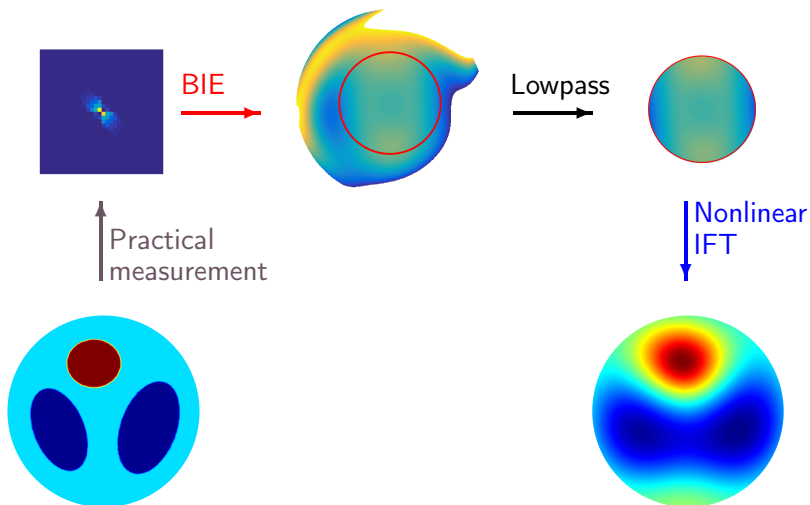 BIE
Lowpass
Practical
measurement
Nonlinear
IFT